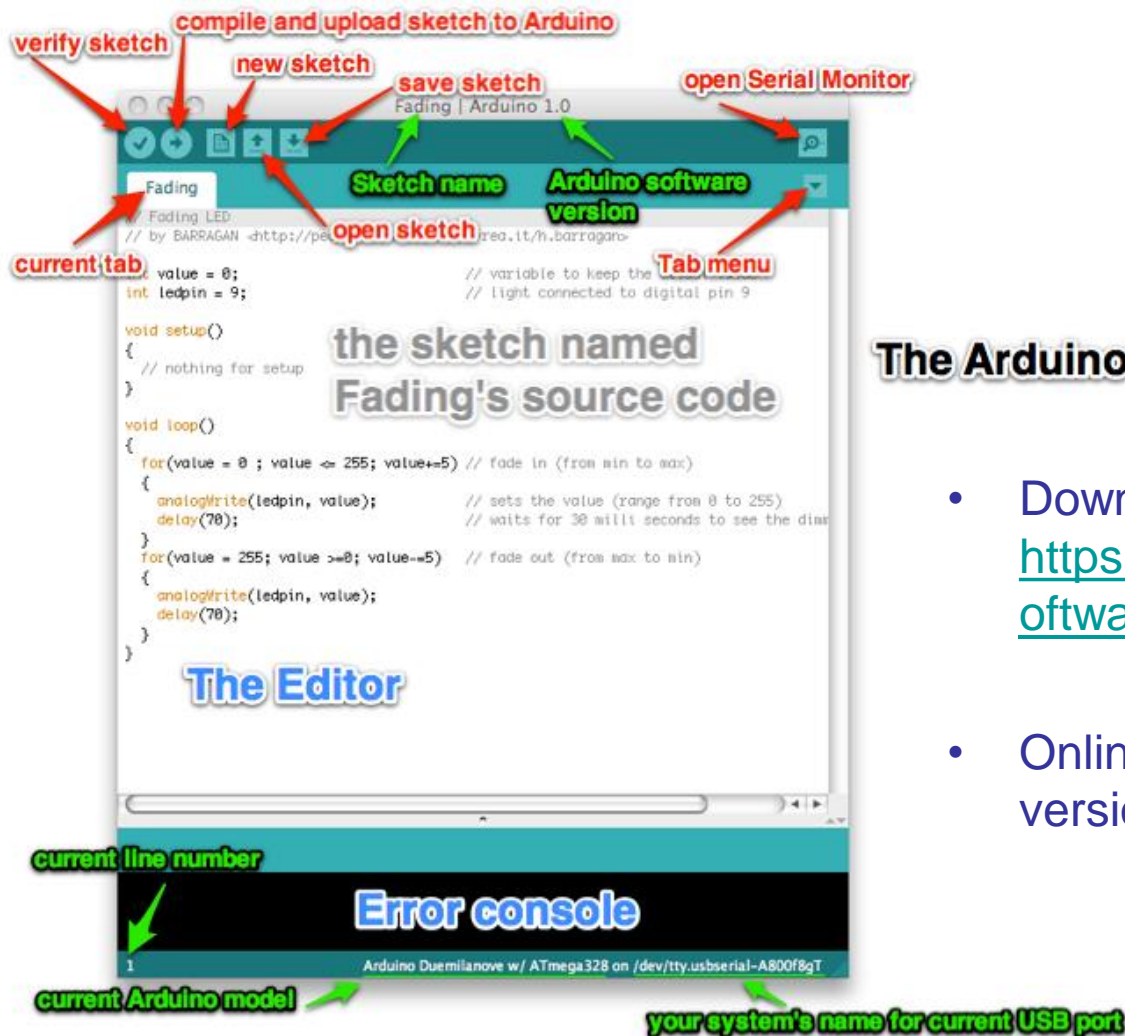 compile and upload sketch to Arduino
verify sketch
new sketch
save sketch
open Serial Monitor
Fading | Arduino 1.0
Sketch name
Arduino software
version
Fading
open sketch
current tab
Tab menu
// Fading LED
// by BARRAGAN <http:// rea.it/h.barragan>
value = 0; // variable to keep the
int ledpin = 9; // light connected to digital pin 9
void setup()
{
// nothing for setup
}
the sketch named
Fading's source code
void loop()
{
for(value = 0 ; value <= 255; value+=5) // fade in (from min to max)
{
analogWrite(ledpin, value); // sets the value (range from 0 to 255)
delay(70); // waits for 30 milli seconds to see the dimm
}
for(value = 255; value >=0; value-=5) // fade out (from max to min)
{
analogWrite(ledpin, value);
delay(70);
}
}
The Editor
current line number
Error console
1
Arduino Duemilanove w/ ATmega328 on /dev/tty.usbserial-A800f8gT
current Arduino model
your system's name for current USB port
The Arduino
• Down
https
oftwa
• Onlin
versi